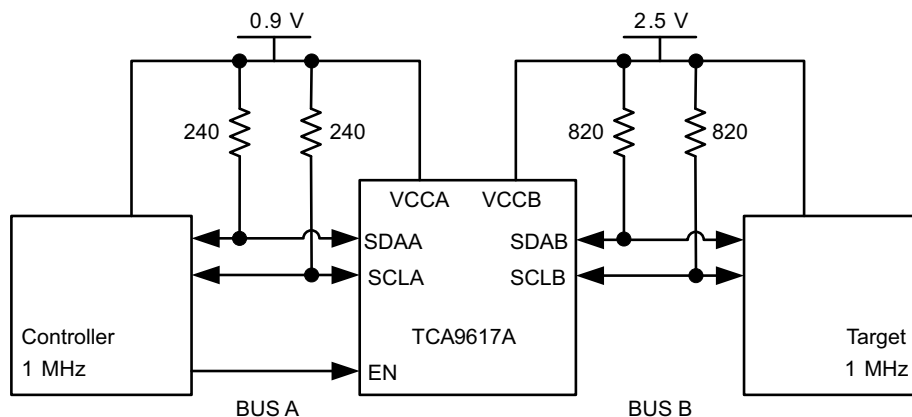 0.9 V
2.5 V
240
240
820
820
VCCA
VCCB
SDAA
SDAB
SCLA
SCLB
TCA9617A
Controller
1 MHz
EN
Target
1 MHz
BUS A
BUS B